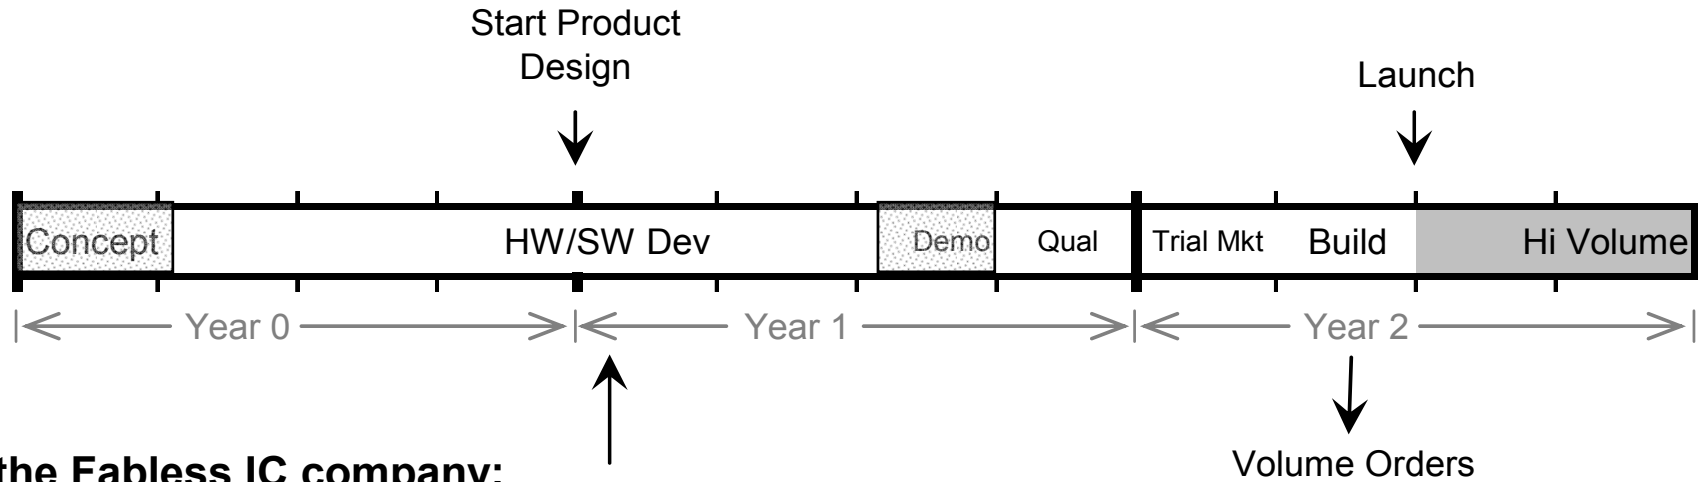 Start Product
Design
Launch
Concept HW/SW Dev Demo Qual Trial Mkt Build Hi Volume
Year 0 Year 1 Year 2
the Fabless IC company:
Volume Orders